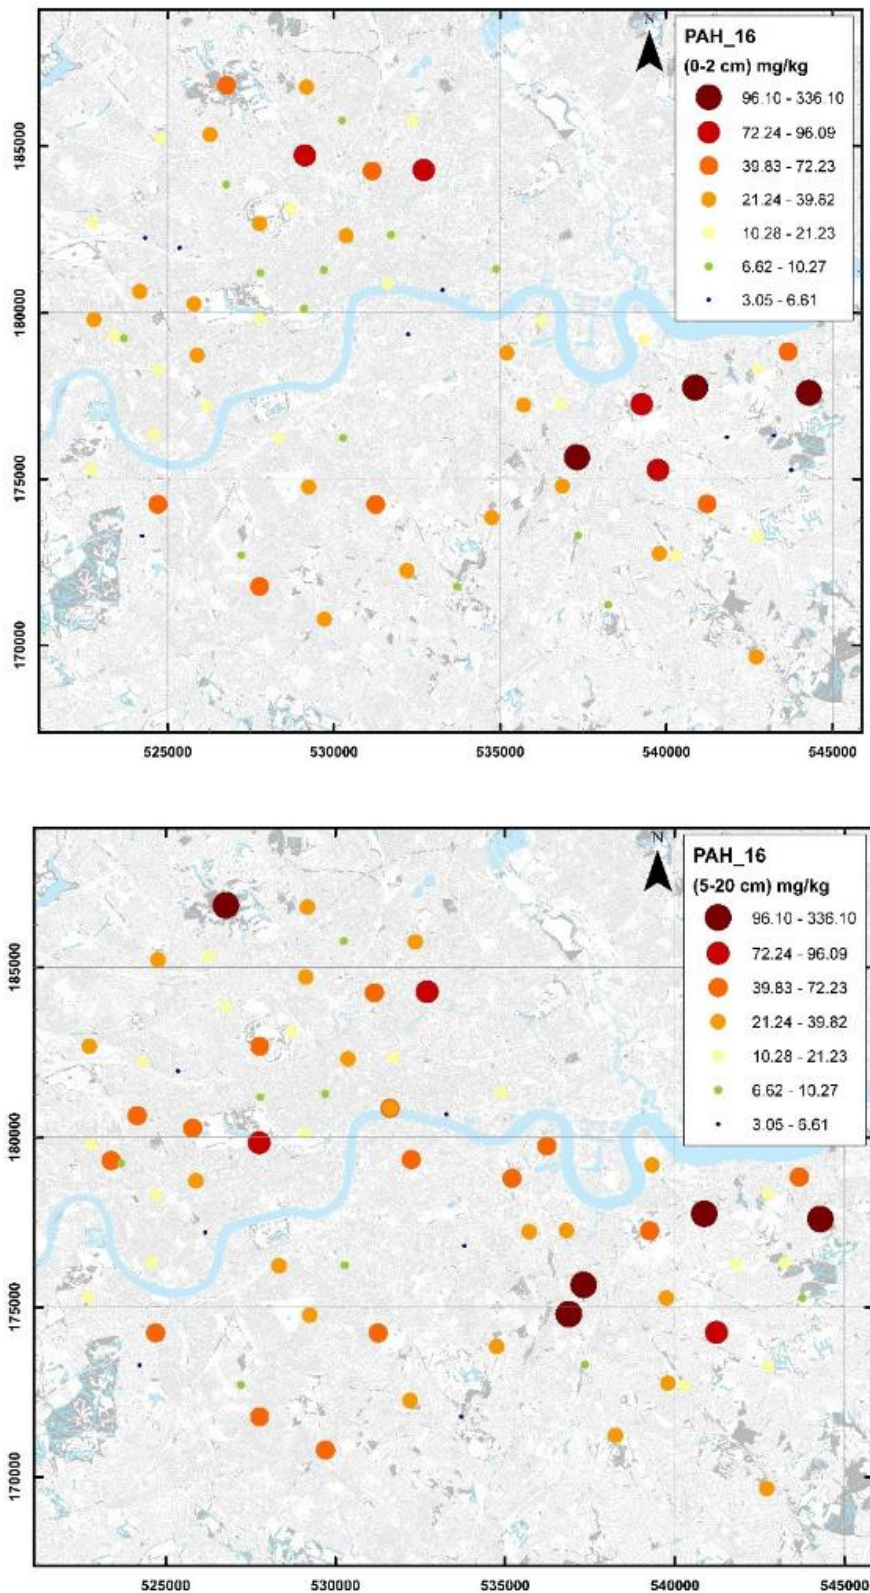 N
PAH_16
(0-2 cm) mg/kg
96.10 - 336.10
72.24 - 96.09
39.83 - 72.23
21.24 - 39.82
10.28 - 21.23
6.62 - 10.27
3.05 - 6.61
185000
180000
175000
170000
525000 530000 535000 540000 545000
N
PAH_16
(5-20 cm) mg/kg
96.10 - 336.10
72.24 - 96.09
39.83 - 72.23
21.24 - 39.82
10.28 - 21.23
6.62 - 10.27
3.05 - 6.61
185000
180000
175000
170000
525000 530000 535000 540000 545000